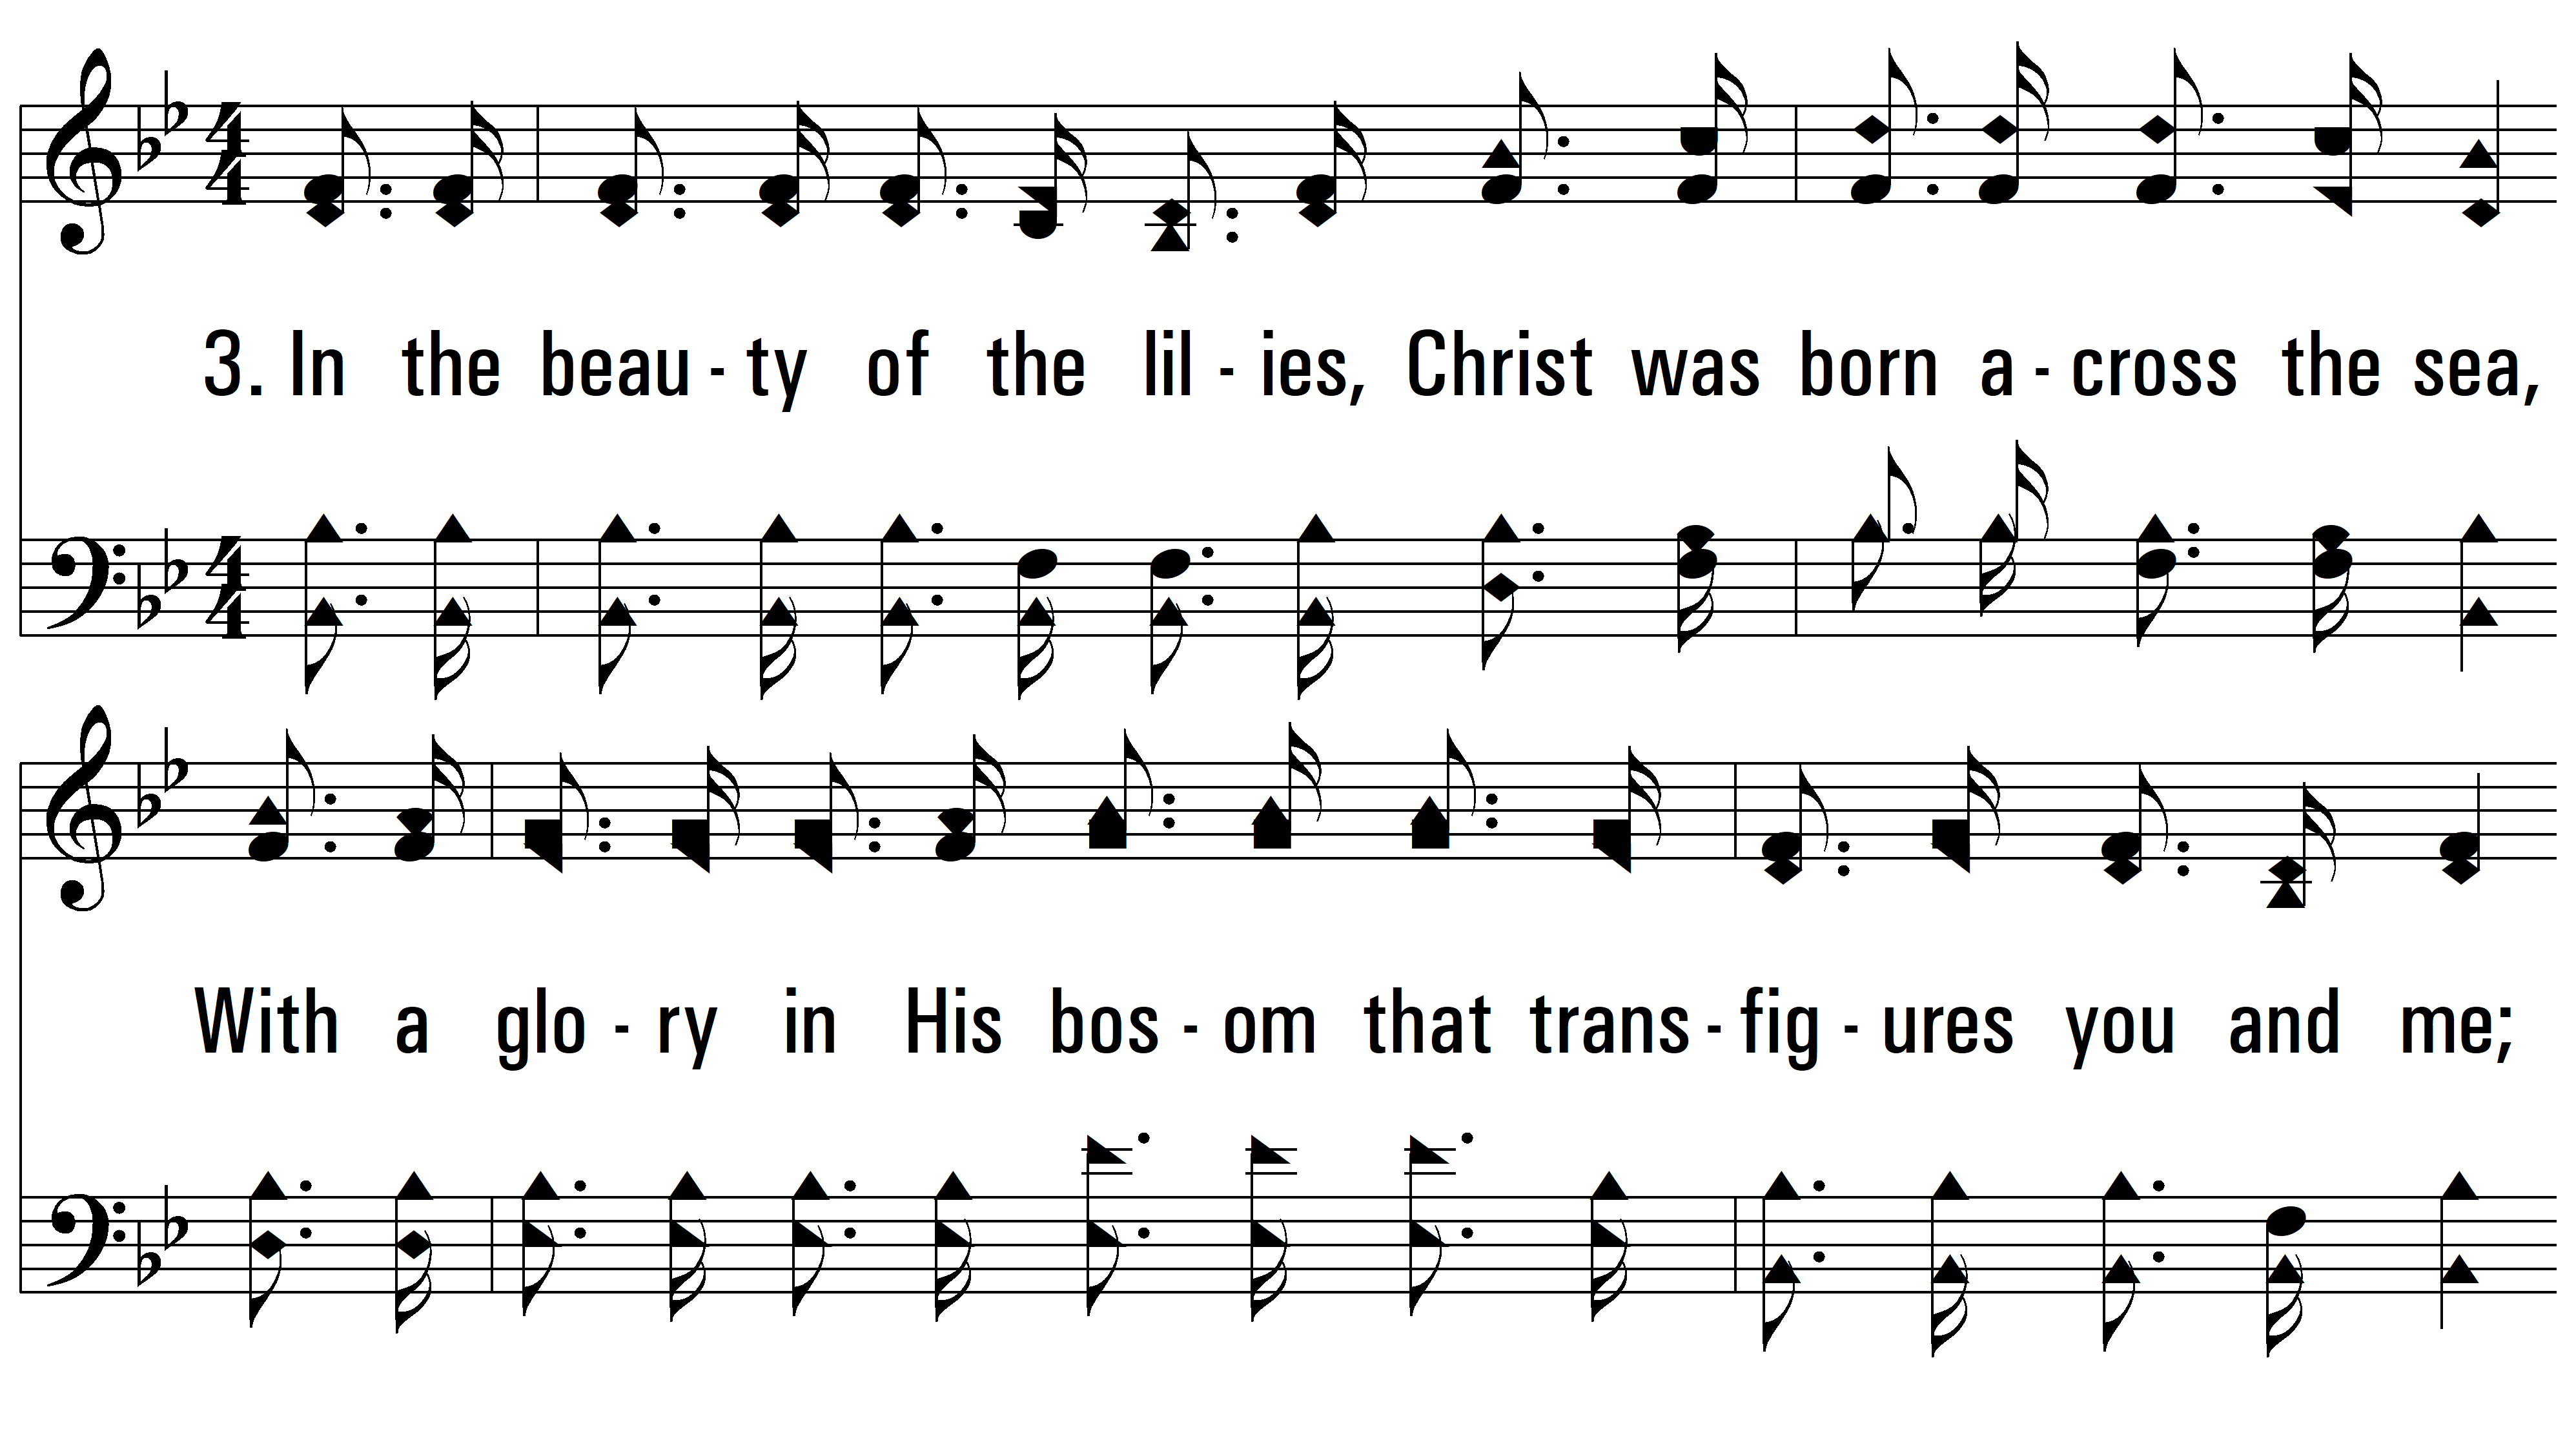 3. In the beau - ty of the lil - ies, Christ was born a - cross the sea,
With a glo - ry in His bos - om that trans - fig - ures you and me;